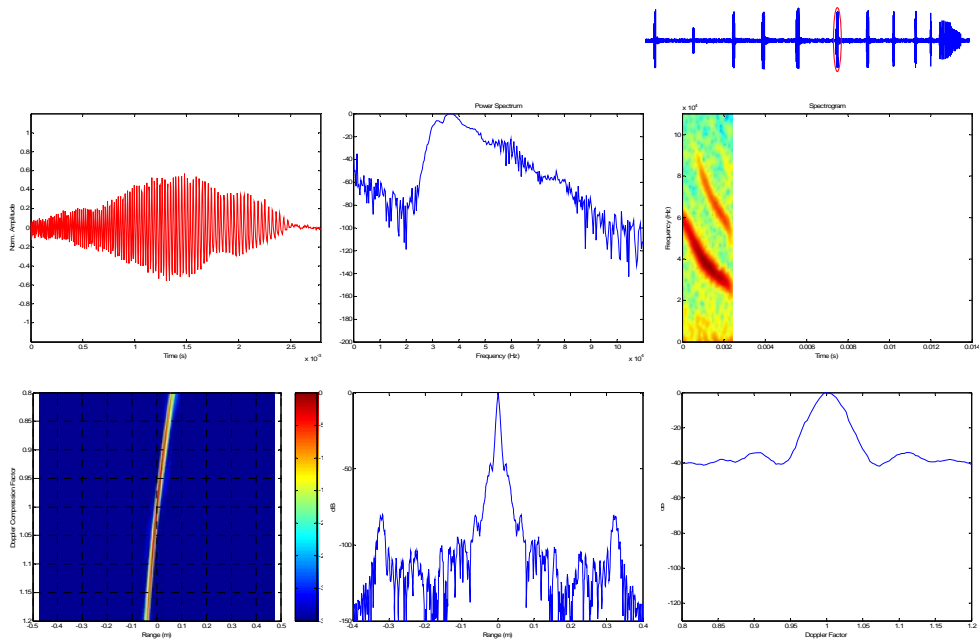 Power Spectrum
Spectrogram
Norm. Amplitude
1
0.8
0.6
0.4
0.2
0
-0.2
-0.4
-0.6
-0.8
-1
0 0.5 1 1.5 2 2.5
Time (s)
0
-20
-40
-60
-80
-100
-120
-140
-160
-180
-200
0 1 2 3 4 5 6 7 8 9 10
Frequency (Hz)
Frequency (Hz)
10
8
6
4
2
0
0 0.002 0.004 0.006 0.008 0.01 0.012 0.014
Time (s)
Doppler Compression Factor
0.8
0.85
0.9
0.95
1
1.05
1.1
1.15
1.2
-0.5 -0.4 -0.3 -0.2 -0.1 0 0.1 0.2 0.3 0.4 0.5
Range (m)
dB
0
-50
-100
-150
-0.4 -0.3 -0.2 -0.1 0 0.1 0.2 0.3 0.4
Range (m)
dB
0
-20
-40
-60
-80
-100
-120
0.8 0.85 0.9 0.95 1 1.05 1.1 1.15 1.2
Doppler Factor